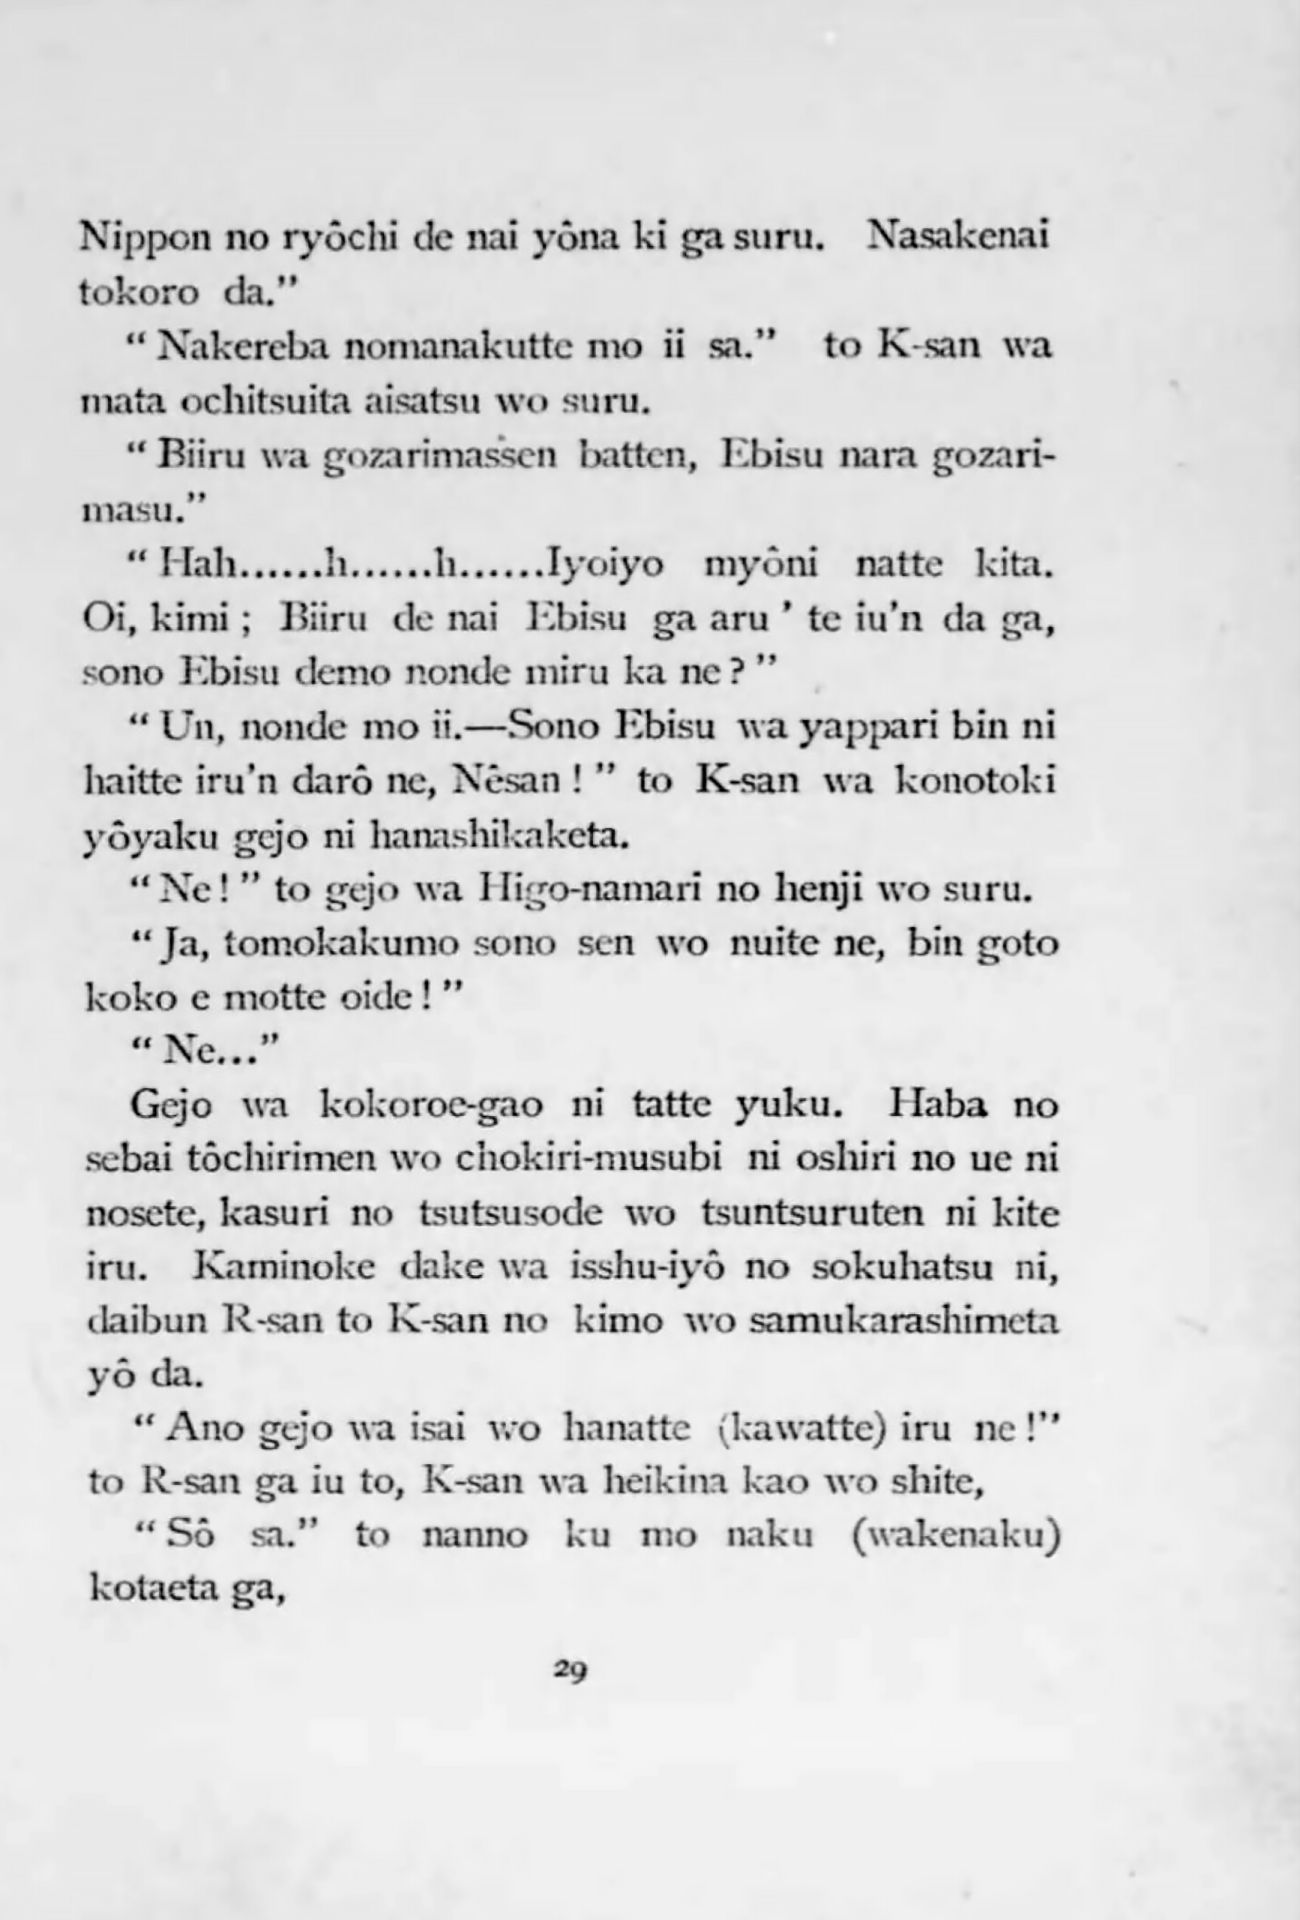 Nippon no ryôchi de nai yôna ki ga suru. Nasakenai
tokoro da.”
“ Nakereba nomanakutte mo ii sa.” to K-san wa
mata ochitsuita aisatsu wo suru.
“ Biiru wa gozarimassen batten, Ebisu nara gozari-
masu.”
“ Hah......h......h......Iyoiyo myôni natte kita.
Oi, kimi ; Biiru de nai Ebisu ga aru ’ te iu’n da ga,
sono Ebisu demo nonde miru ka ne ? ”
“ Un, nonde mo ii.—Sono Ebisu wa yappari bin ni
haitte iru’n darô ne, Nêsan ! ” to K-san wa konotoki
yôyaku gejo ni hanashikaketa.
“ Ne ! ” to gejo wa Higo-namari no henji wo suru.
“ Ja, tomokakumo sono sen wo nuite ne, bin goto
koko e motte oide ! ”
“ Ne...”
Gejo wa kokoroe-gao ni tatte yuku. Haba no
sebai tôchirimen wo chokiri-musubi ni oshiri no ue ni
nosete, kasuri no tsutsusode wo tsuntsuruten ni kite
iru. Kaminoke dake wa isshu-iyô no sokuhatsu ni,
daibun R-san to K-san no kimo wo samukarashimeta
yô da.
“ Ano gejo wa isai wo hanatte (kawatte) iru ne !”
to R-san ga iu to, K-san wa heikina kao wo shite,
“ Sô sa.” to nanno ku mo naku (wakenaku)
kotaeta ga,
29